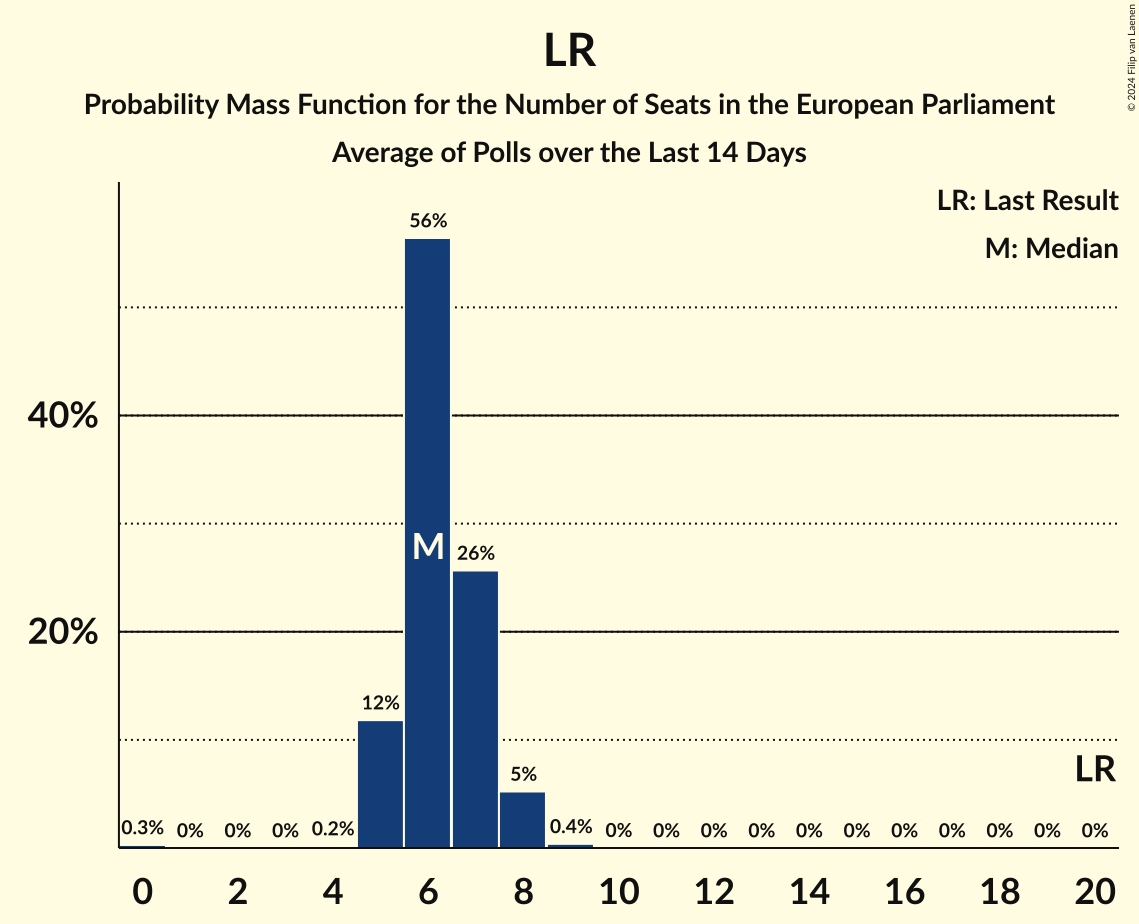 LR
Probability Mass Function for the Number of Seats in the European Parliament
Average of Polls over the Last 14 Days
© 2024 Filip van Laenen
LR: Last Result
M: Median
56%
40%
M
26%
20%
12%
5%
LR
0.3% 0% 0% 0% 0.2% 0.4% 0% 0% 0% 0% 0% 0% 0% 0% 0% 0% 0%
0 2 4 6 8 10 12 14 16 18 20